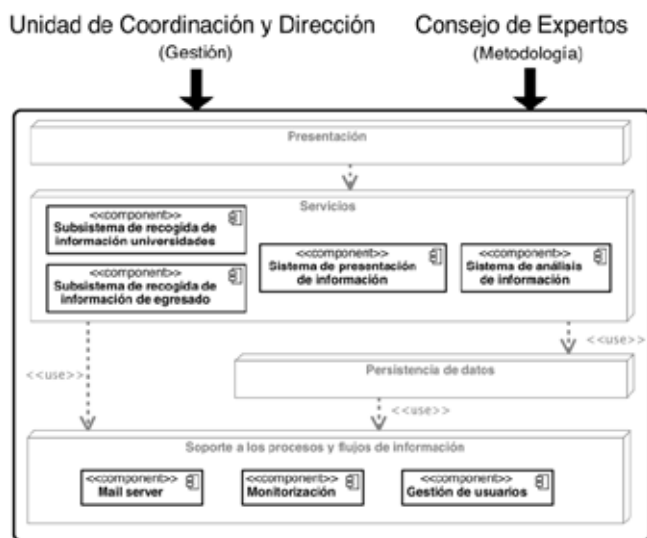 Unidad de Coordinación y Dirección
(Gestión)
Consejo de Expertos
(Metodología)
Presentación
Servicios
<<component>>
Subsistema de recogida de
información universidades
<<component>>
Subsistema de recogida de
información de egresado
<<component>>
Sistema de presentación
de información
<<component>>
Sistema de análisis
de información
<<use>>
<<use>>
Persistencia de datos
<<use>>
Soporte a los procesos y flujos de información
<<component>>
Mail server
<<component>>
Monitorización
<<component>>
Gestión de usuarios